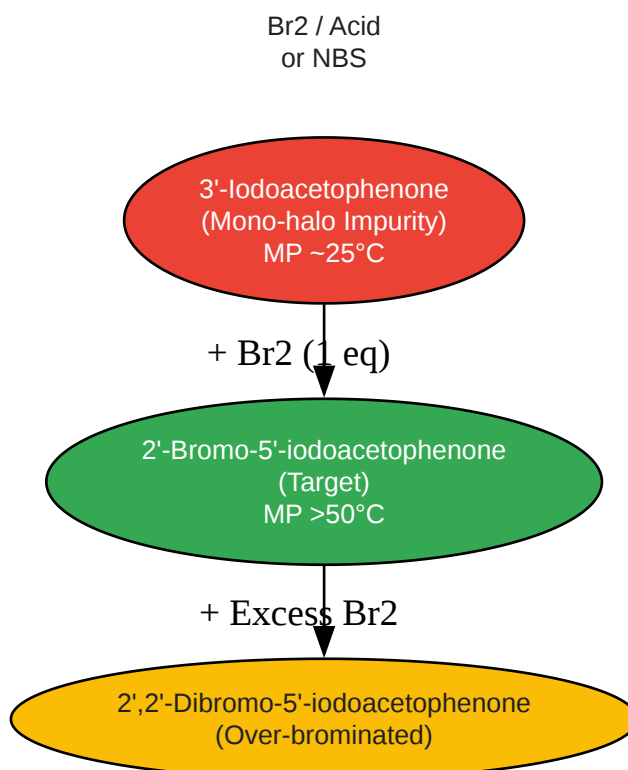 Br2 / Acid
or NBS
3'-Iodoacetophenone
(Mono-halo Impurity)
MP ~25°C
+ Br2 (1 eq)
2'-Bromo-5'-iodoacetophenone
(Target)
MP >50°C
+ Excess Br2
2',2'-Dibromo-5'-iodoacetophenone
(Over-brominated)